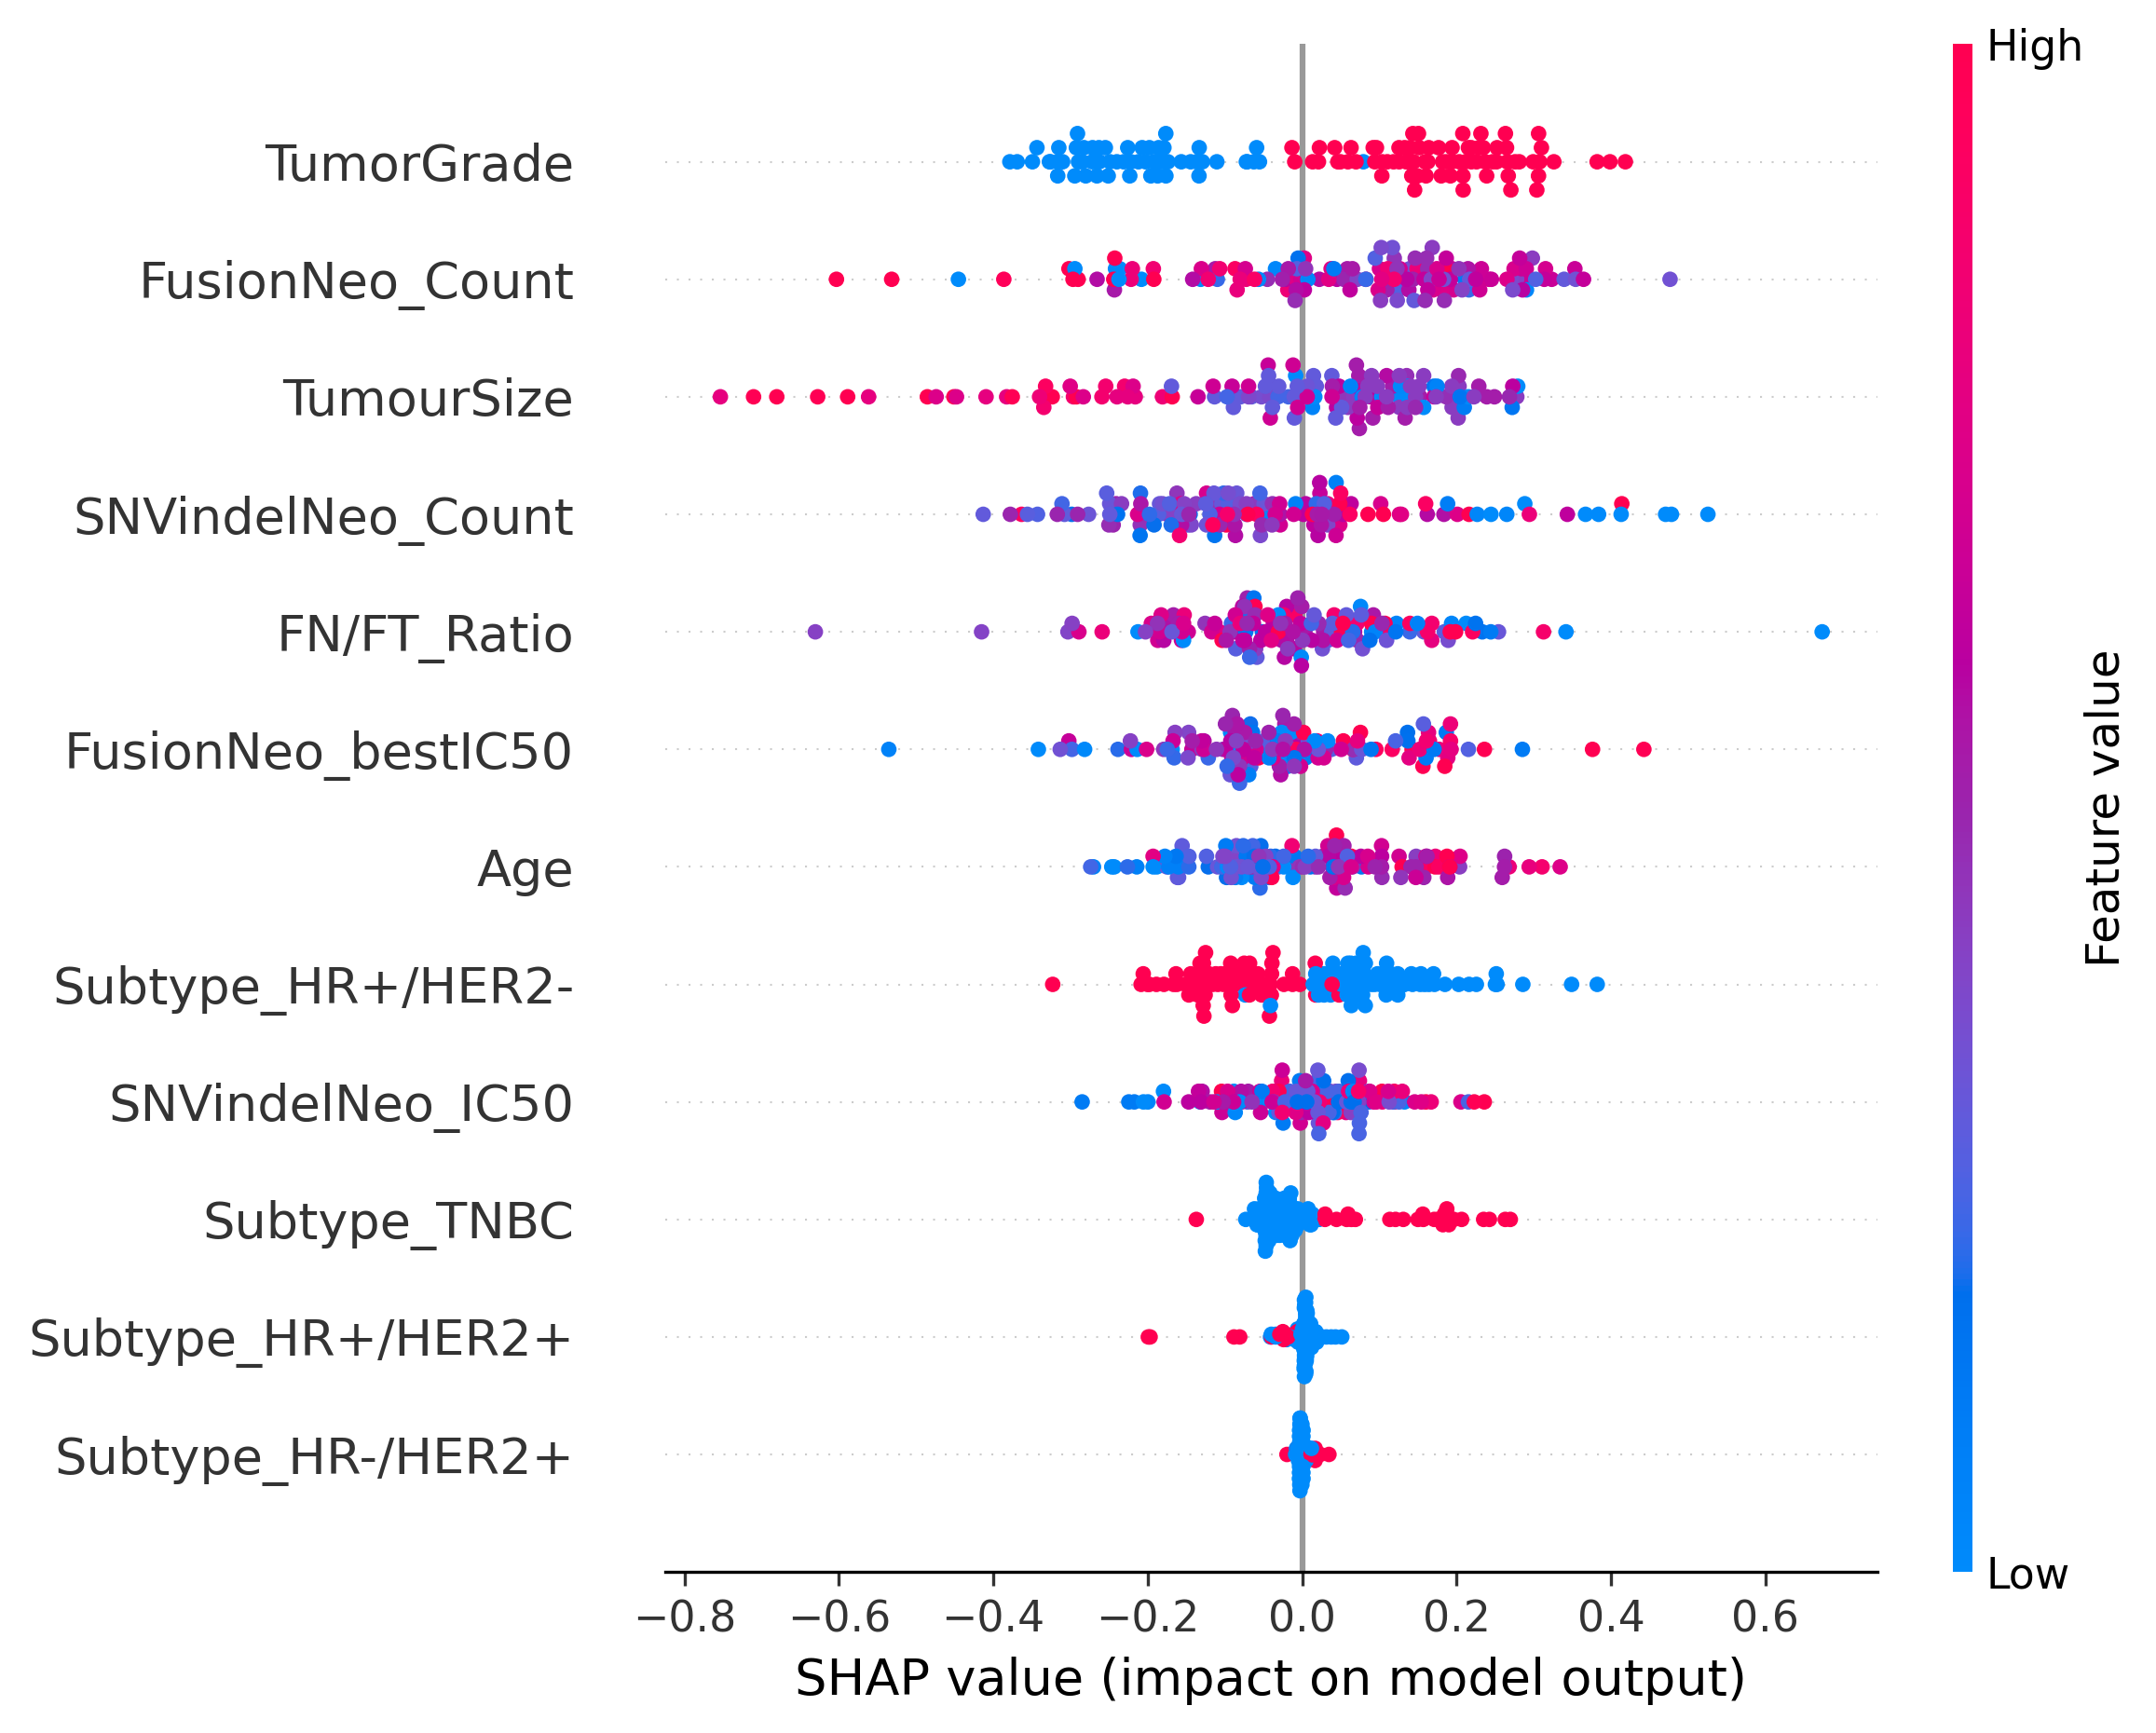 High
TumorGrade
FusionNeo_Count
TumourSize
SNVindelNeo_Count
FN/FT_Ratio
FusionNeo_bestIC50
Age
Subtype_HR+/HER2-
SNVindelNeo_IC50
Subtype_TNBC
Subtype_HR+/HER2+
Subtype_HR-/HER2+
Feature value
Low
−0.8 −0.6 −0.4 −0.2 0.0 0.2 0.4 0.6
SHAP value (impact on model output)